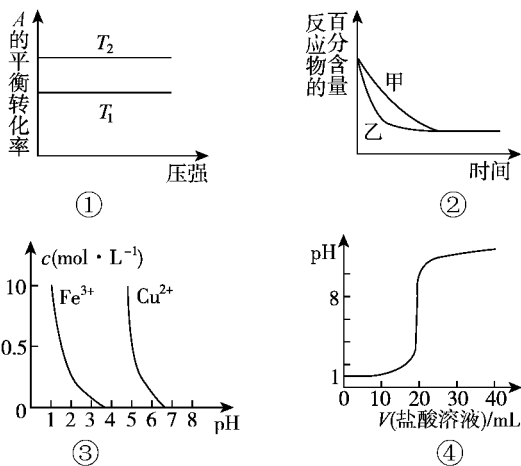 A的平衡转化率
T₂
T₁
压强
①
反应物的
百分含量
甲
乙
时间
②
c(mol·L⁻¹)
10
0.5
0
Fe³⁺
Cu²⁺
1 2 3 4 5 6 7 8 pH
③
pH
8
1
0 10 20 30 40
V(盐酸溶液)/mL
④